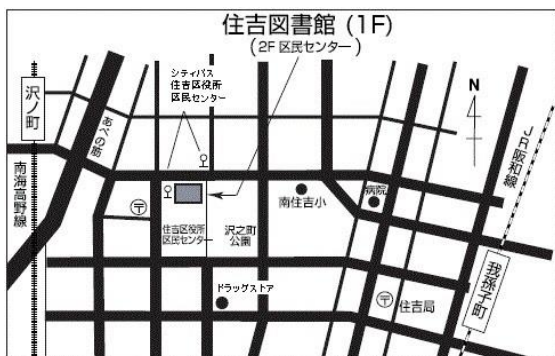 住吉図書館 (1F)
(2F 区民センター)
シティバス
住吉区役所
区民センター
沢ノ町
あべの筋
N
JR阪和線
南海高野線
〒
住吉区役所
区民センター
沢之町
公園
南住吉小
病院
ドラッグストア
〒 住吉局
我孫子町